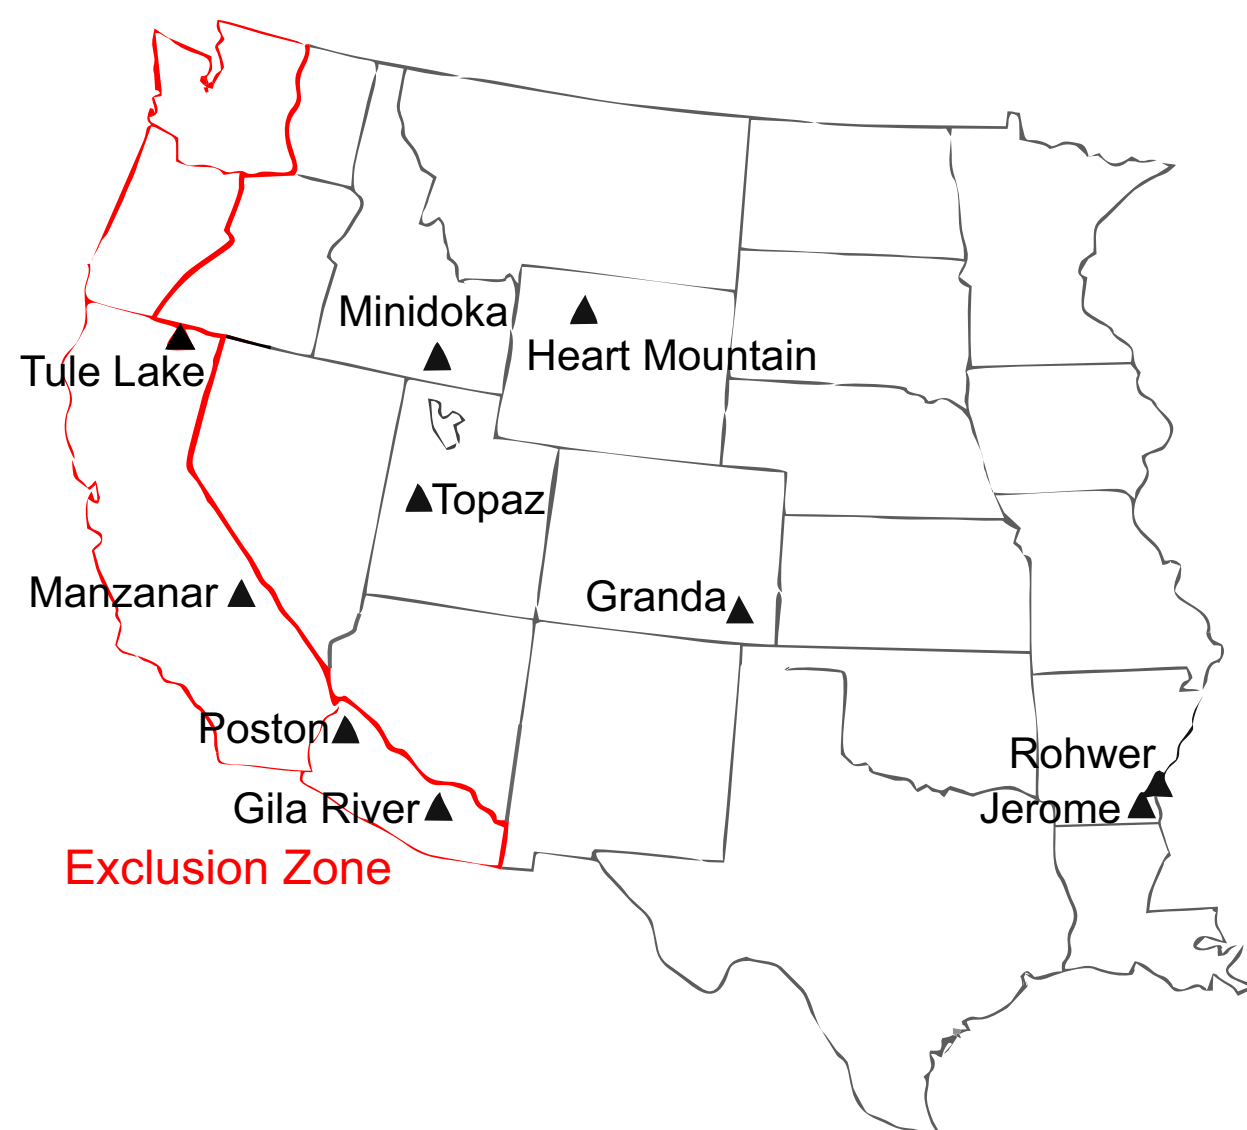 Minidoka
Heart Mountain
Tule Lake
Topaz
Manzanar
Granda
Poston
Rohwer
Gila River
Jerome
Exclusion Zone